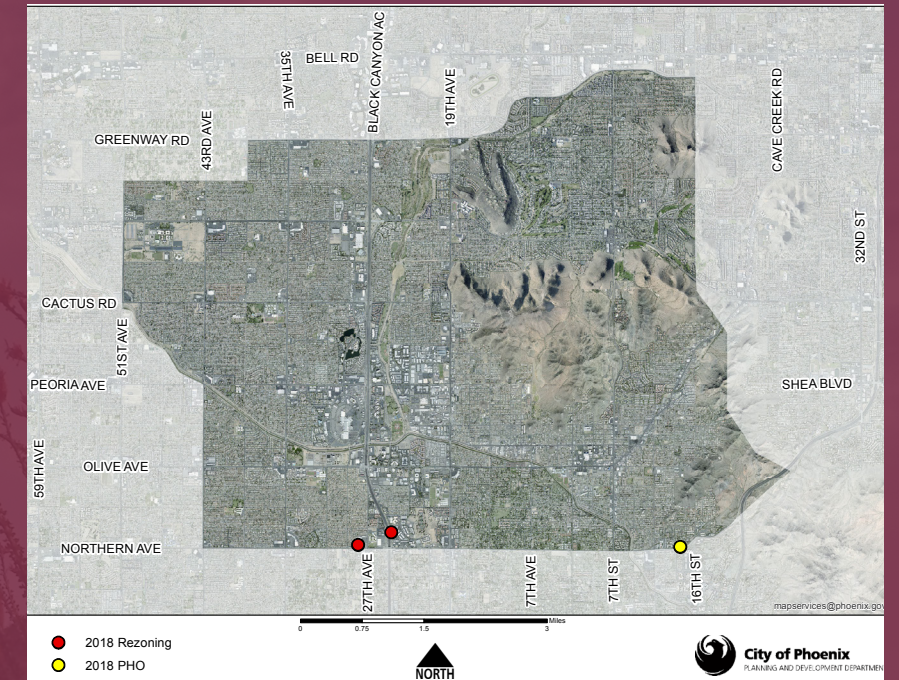 BELL RD
35TH AVE
BLACK CANYON AC
19TH AVE
CAVE CREEK RD
GREENWAY RD
43RD AVE
32ND ST
CACTUS RD
51ST AVE
PEORIA AVE
SHEA BLVD
59TH AVE
OLIVE AVE
NORTHERN AVE
27TH AVE
7TH AVE
7TH ST
16TH ST
mapservices@phoenix.gov
0 0.75 1.5 3 Miles
2018 Rezoning
2018 PHO
NORTH
City of Phoenix
PLANNING AND DEVELOPMENT DEPARTMEN